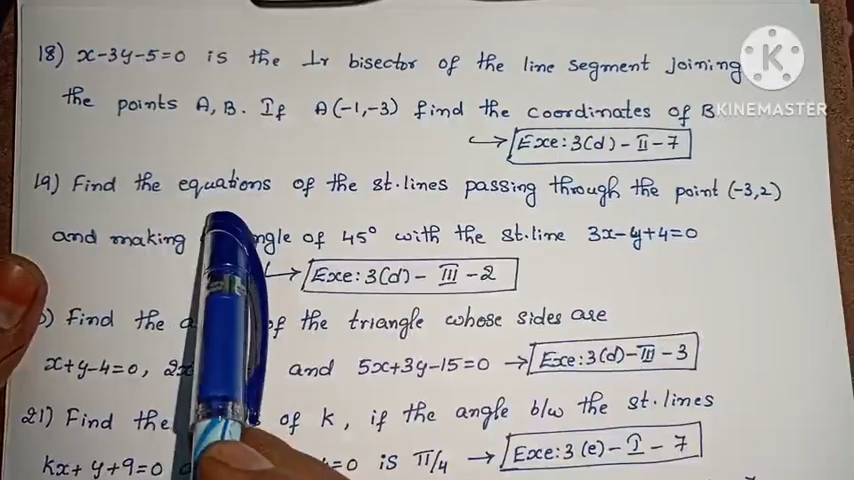 18) x-3y-5=0 is the ⊥r bisector of the line segment joining
the points A, B. If A(-1,-3) find the coordinates of B
→ Exe: 3(d) - II - 7
19) Find the equations of the st.lines passing through the point (-3,2)
and making angle of 45° with the st.line 3x-y+4=0
→ Exe: 3(d) - III - 2
Find the of the triangle whose sides are
x+y-4=0, and 5x+3y-15=0 → Exe: 3(d)-III-3
21) Find the of k, if the angle b/w the st.lines
kx+y+9=0 =0 is π/4 → Exe: 3(e)-I-7
K
KINEMASTER